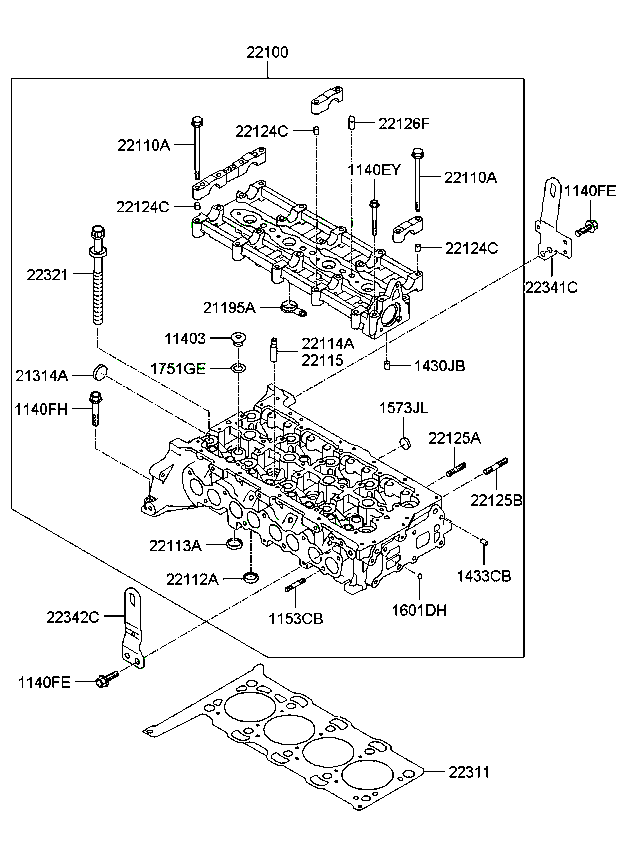 22100
22124C
22126F
22110A
1140EY
22110A
1140FE
22124C
22124C
22321
22341C
21195A
11403
22114A
22115
1751GE
1430JB
21314A
1140FH
1573JL
22125A
22125B
22113A
22112A
1433CB
1601DH
1153CB
22342C
1140FE
22311